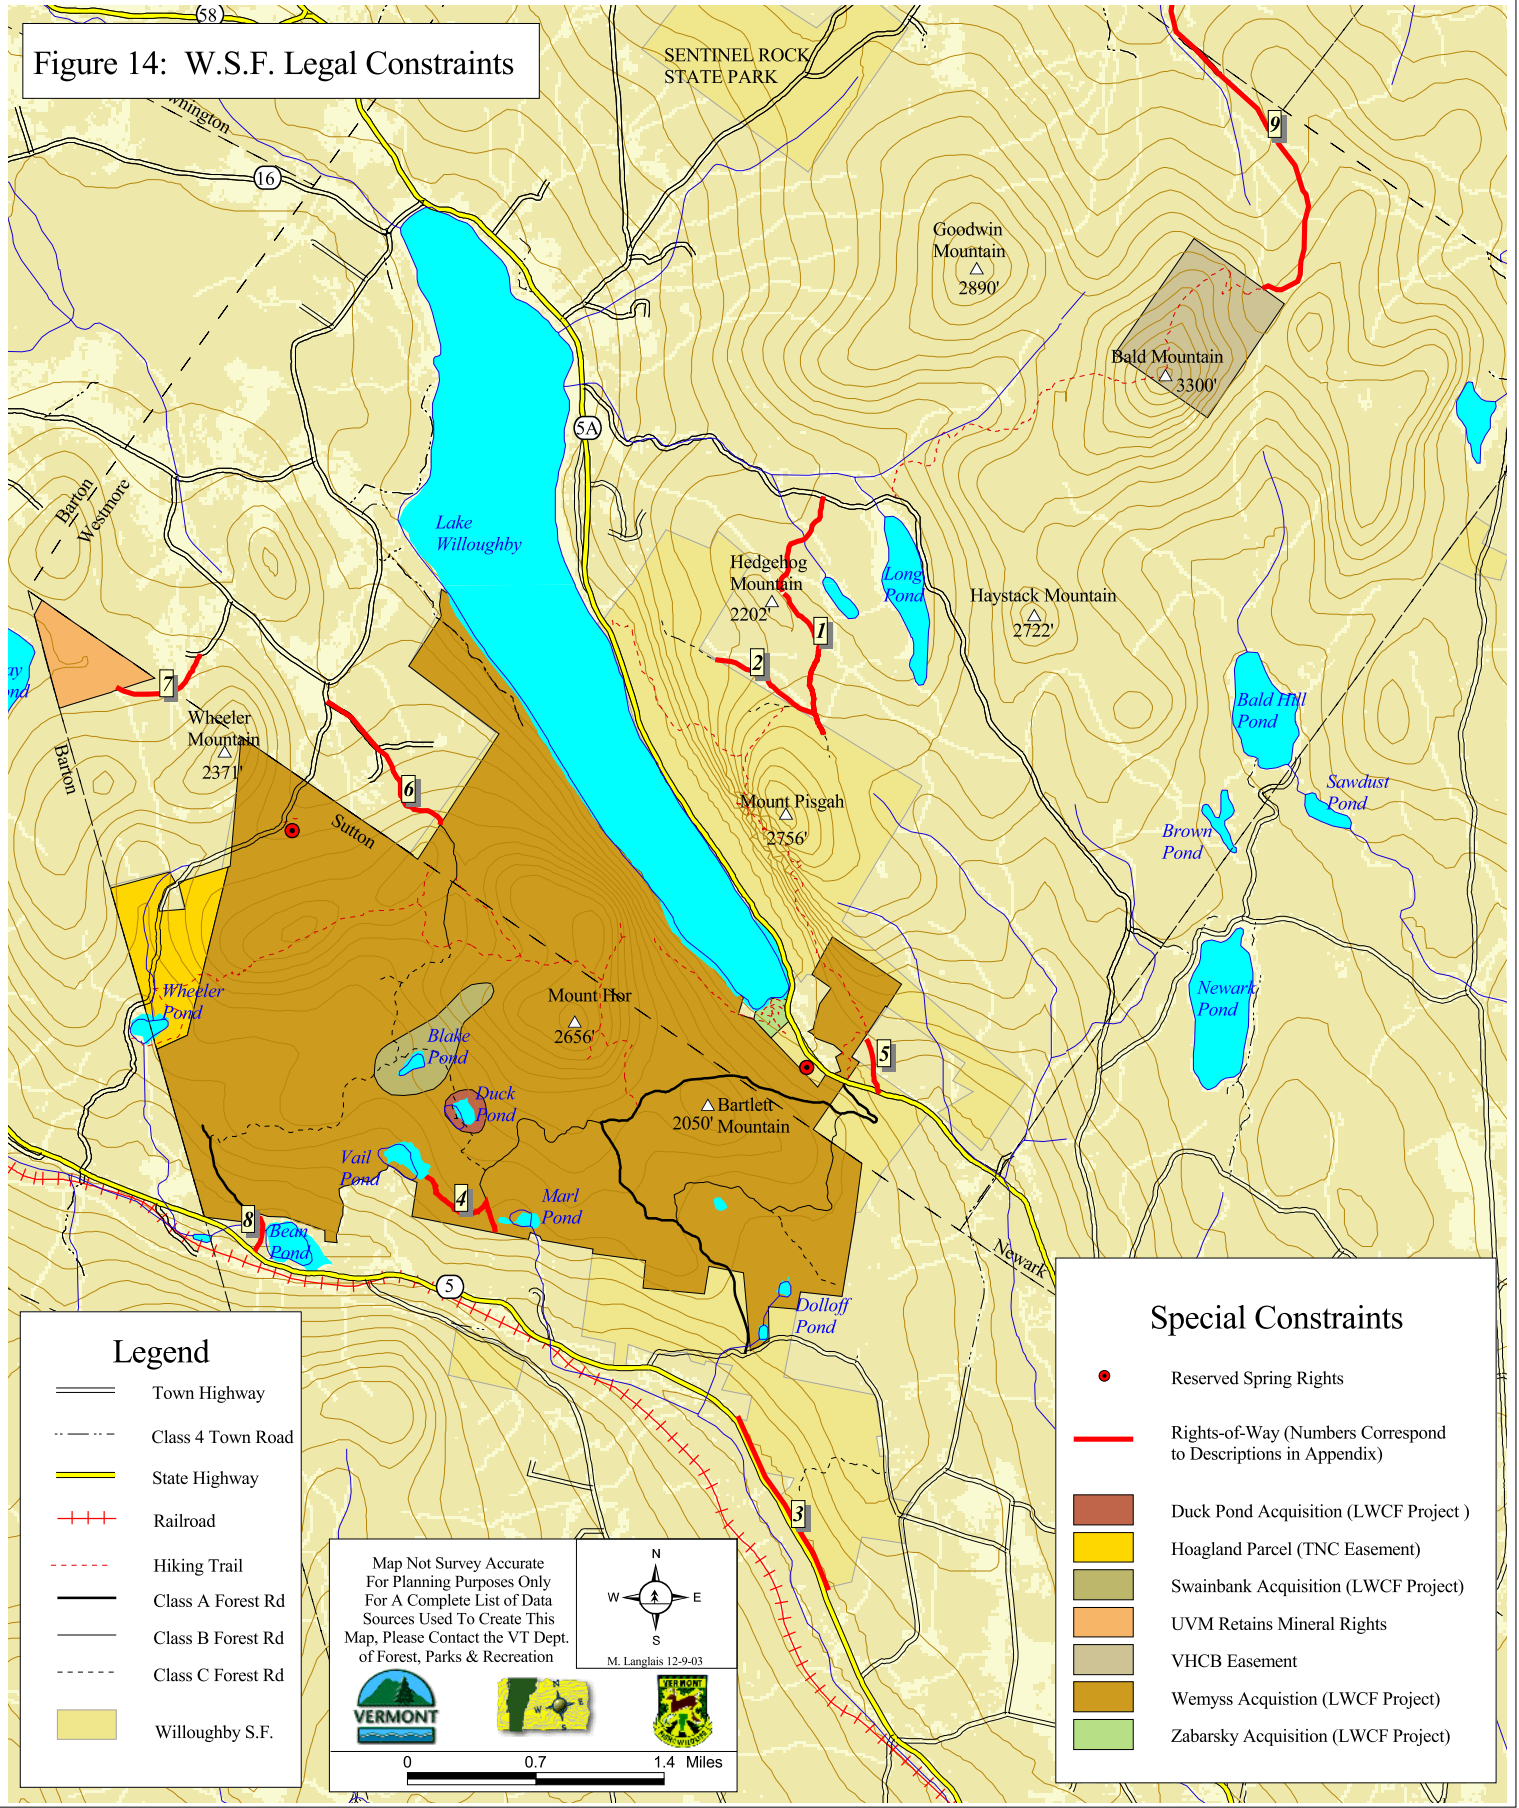 58
Figure 14:  W.S.F. Legal Constraints
SENTINEL ROCK
STATE PARK
16
9
Goodwin
Mountain
2890'
Bald Mountain
3300'
5A
Barton
Westmore
Lake
Willoughby
Hedgehog
Mountain
2202'
Long
Pond
Haystack Mountain
2722'
1
2
7
Wheeler
Mountain
2371'
Barton
6
Sutton
Bald Hill
Pond
Sawdust
Pond
Brown
Pond
Mount Pisgah
2756'
Wheeler
Pond
Mount Hor
2656'
Newark
Pond
Blake
Pond
5
Duck
Pond
Bartlett
2050' Mountain
Vail
Pond
4
Marl
Pond
8
Bean
Pond
Newark
5
Dolloff
Pond
3
Legend
Town Highway
Class 4 Town Road
State Highway
Railroad
Hiking Trail
Class A Forest Rd
Class B Forest Rd
Class C Forest Rd
Willoughby S.F.
Map Not Survey Accurate
For Planning Purposes Only
For A Complete List of Data
Sources Used To Create This
Map, Please Contact the VT Dept.
of Forest, Parks & Recreation
N
W E
S
M. Langlais 12-9-03
VERMONT
N
W E
S
VERMONT
0 0.7 1.4 Miles
Special Constraints
Reserved Spring Rights
Rights-of-Way (Numbers Correspond
to Descriptions in Appendix)
Duck Pond Acquisition (LWCF Project )
Hoagland Parcel (TNC Easement)
Swainbank Acquisition (LWCF Project)
UVM Retains Mineral Rights
VHCB Easement
Wemyss Acquistion (LWCF Project)
Zabarsky Acquisition (LWCF Project)